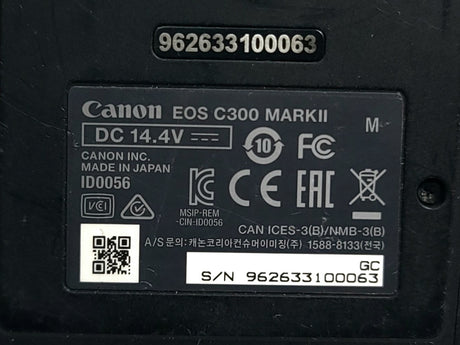 962633100063
Canon EOS C300 MARKII
DC 14.4V
M
CANON INC.
MADE IN JAPAN
ID0056
10
FC
CE
EAC
VCI
MSIP-REM
-CIN-ID0056
CAN ICES-3(B)/NMB-3(B)
A/S 문의:캐논코리아컨슈머이미징(주) 1588-8133(전국)
GC
S/N 962633100063